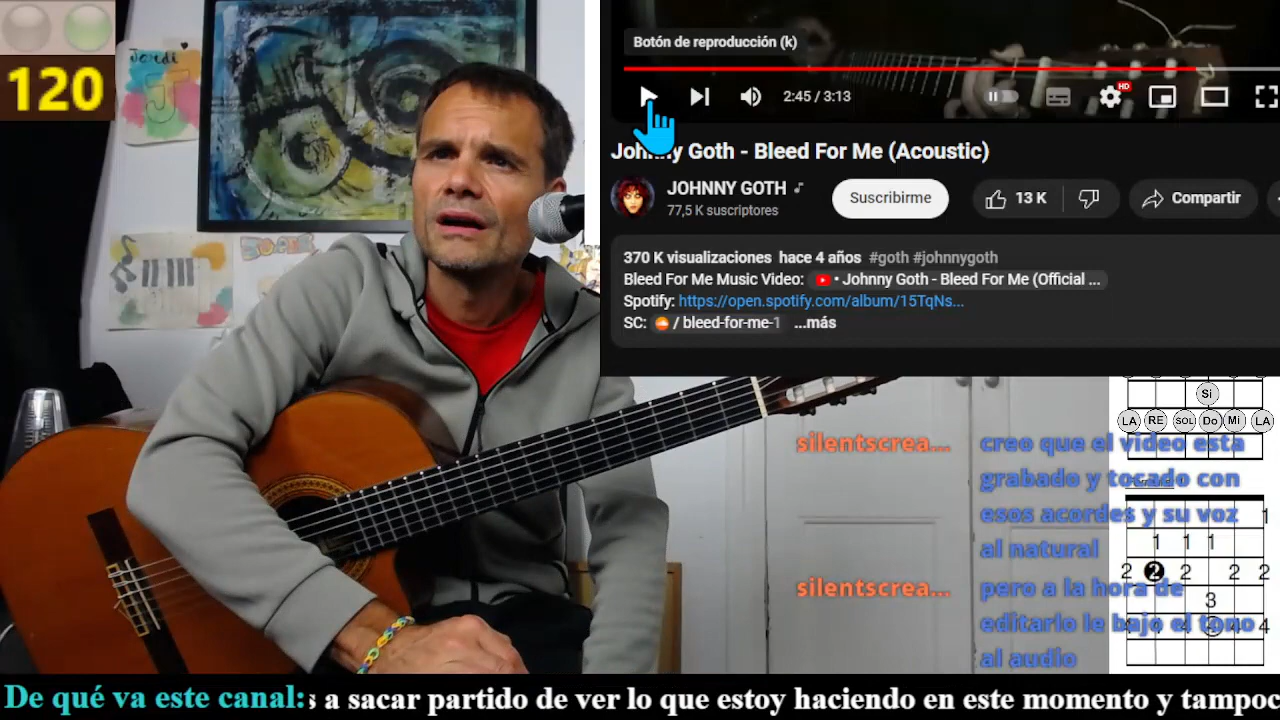 Jordi
J
120
Botón de reproducción (k)
2:45 / 3:13
HD
Johnny Goth - Bleed For Me (Acoustic)
JOHNNY GOTH
77,5 K suscriptores
Suscribirme
13 K
Compartir
370 K visualizaciones hace 4 años #goth #johnnygoth
Bleed For Me Music Video: • Johnny Goth - Bleed For Me (Official ...
Spotify: https://open.spotify.com/album/15TqNs...
SC: / bleed-for-me-1 ...más
Si
LA RE SOL Do Mi LA
silentscrea... creo que el video esta
grabado y tocado con
esos acordes y su voz
al natural
silentscrea... pero a la hora de
editarlo le bajo el tono
al audio
1
1 1 1
2 2 2 2 2
3
De qué va este canal: s a sacar partido de ver lo que estoy haciendo en este momento y tampoc